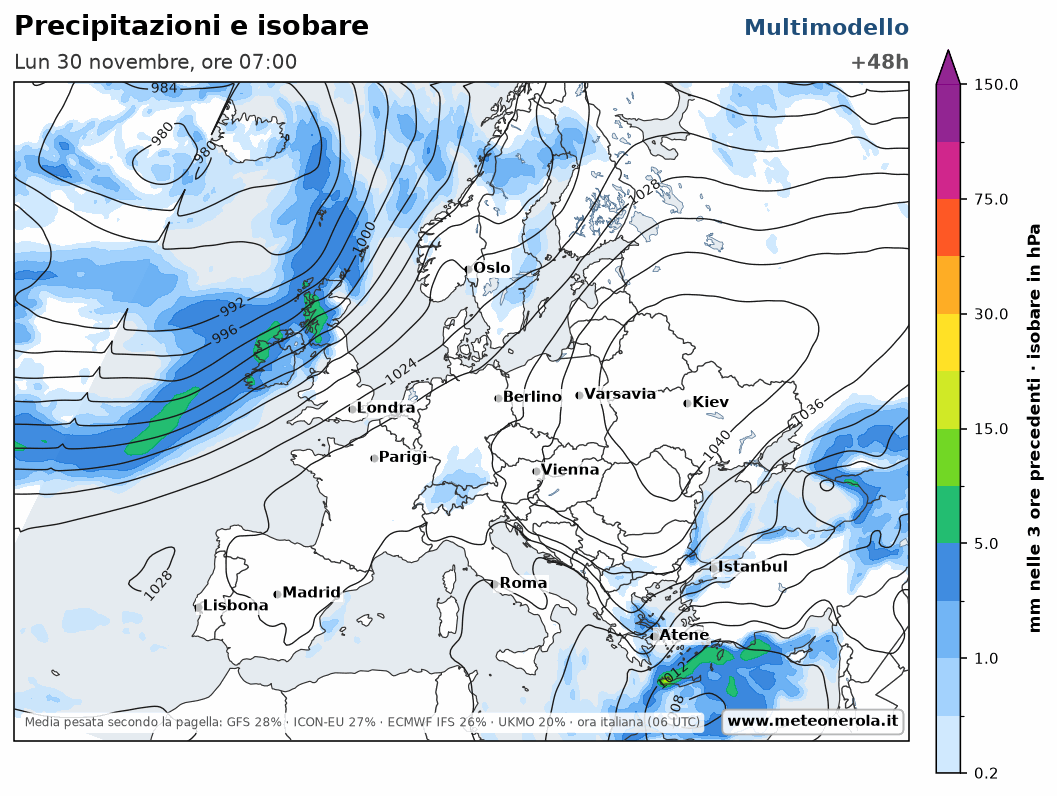 Precipitazioni e isobare
Multimodello
Lun 30 novembre, ore 07:00
+48h
984
980
980
1028
1000
992
996
1024
Oslo
Berlino
Varsavia
Kiev
Londra
1036
1040
Parigi
Vienna
Istanbul
1028
Roma
Madrid
Lisbona
Atene
1012
08
Media pesata secondo la pagella: GFS 28% · ICON-EU 27% · ECMWF IFS 26% · UKMO 20% · ora italiana (06 UTC)
www.meteonerola.it
150.0
75.0
30.0
15.0
5.0
1.0
0.2
mm nelle 3 ore precedenti · isobare in hPa